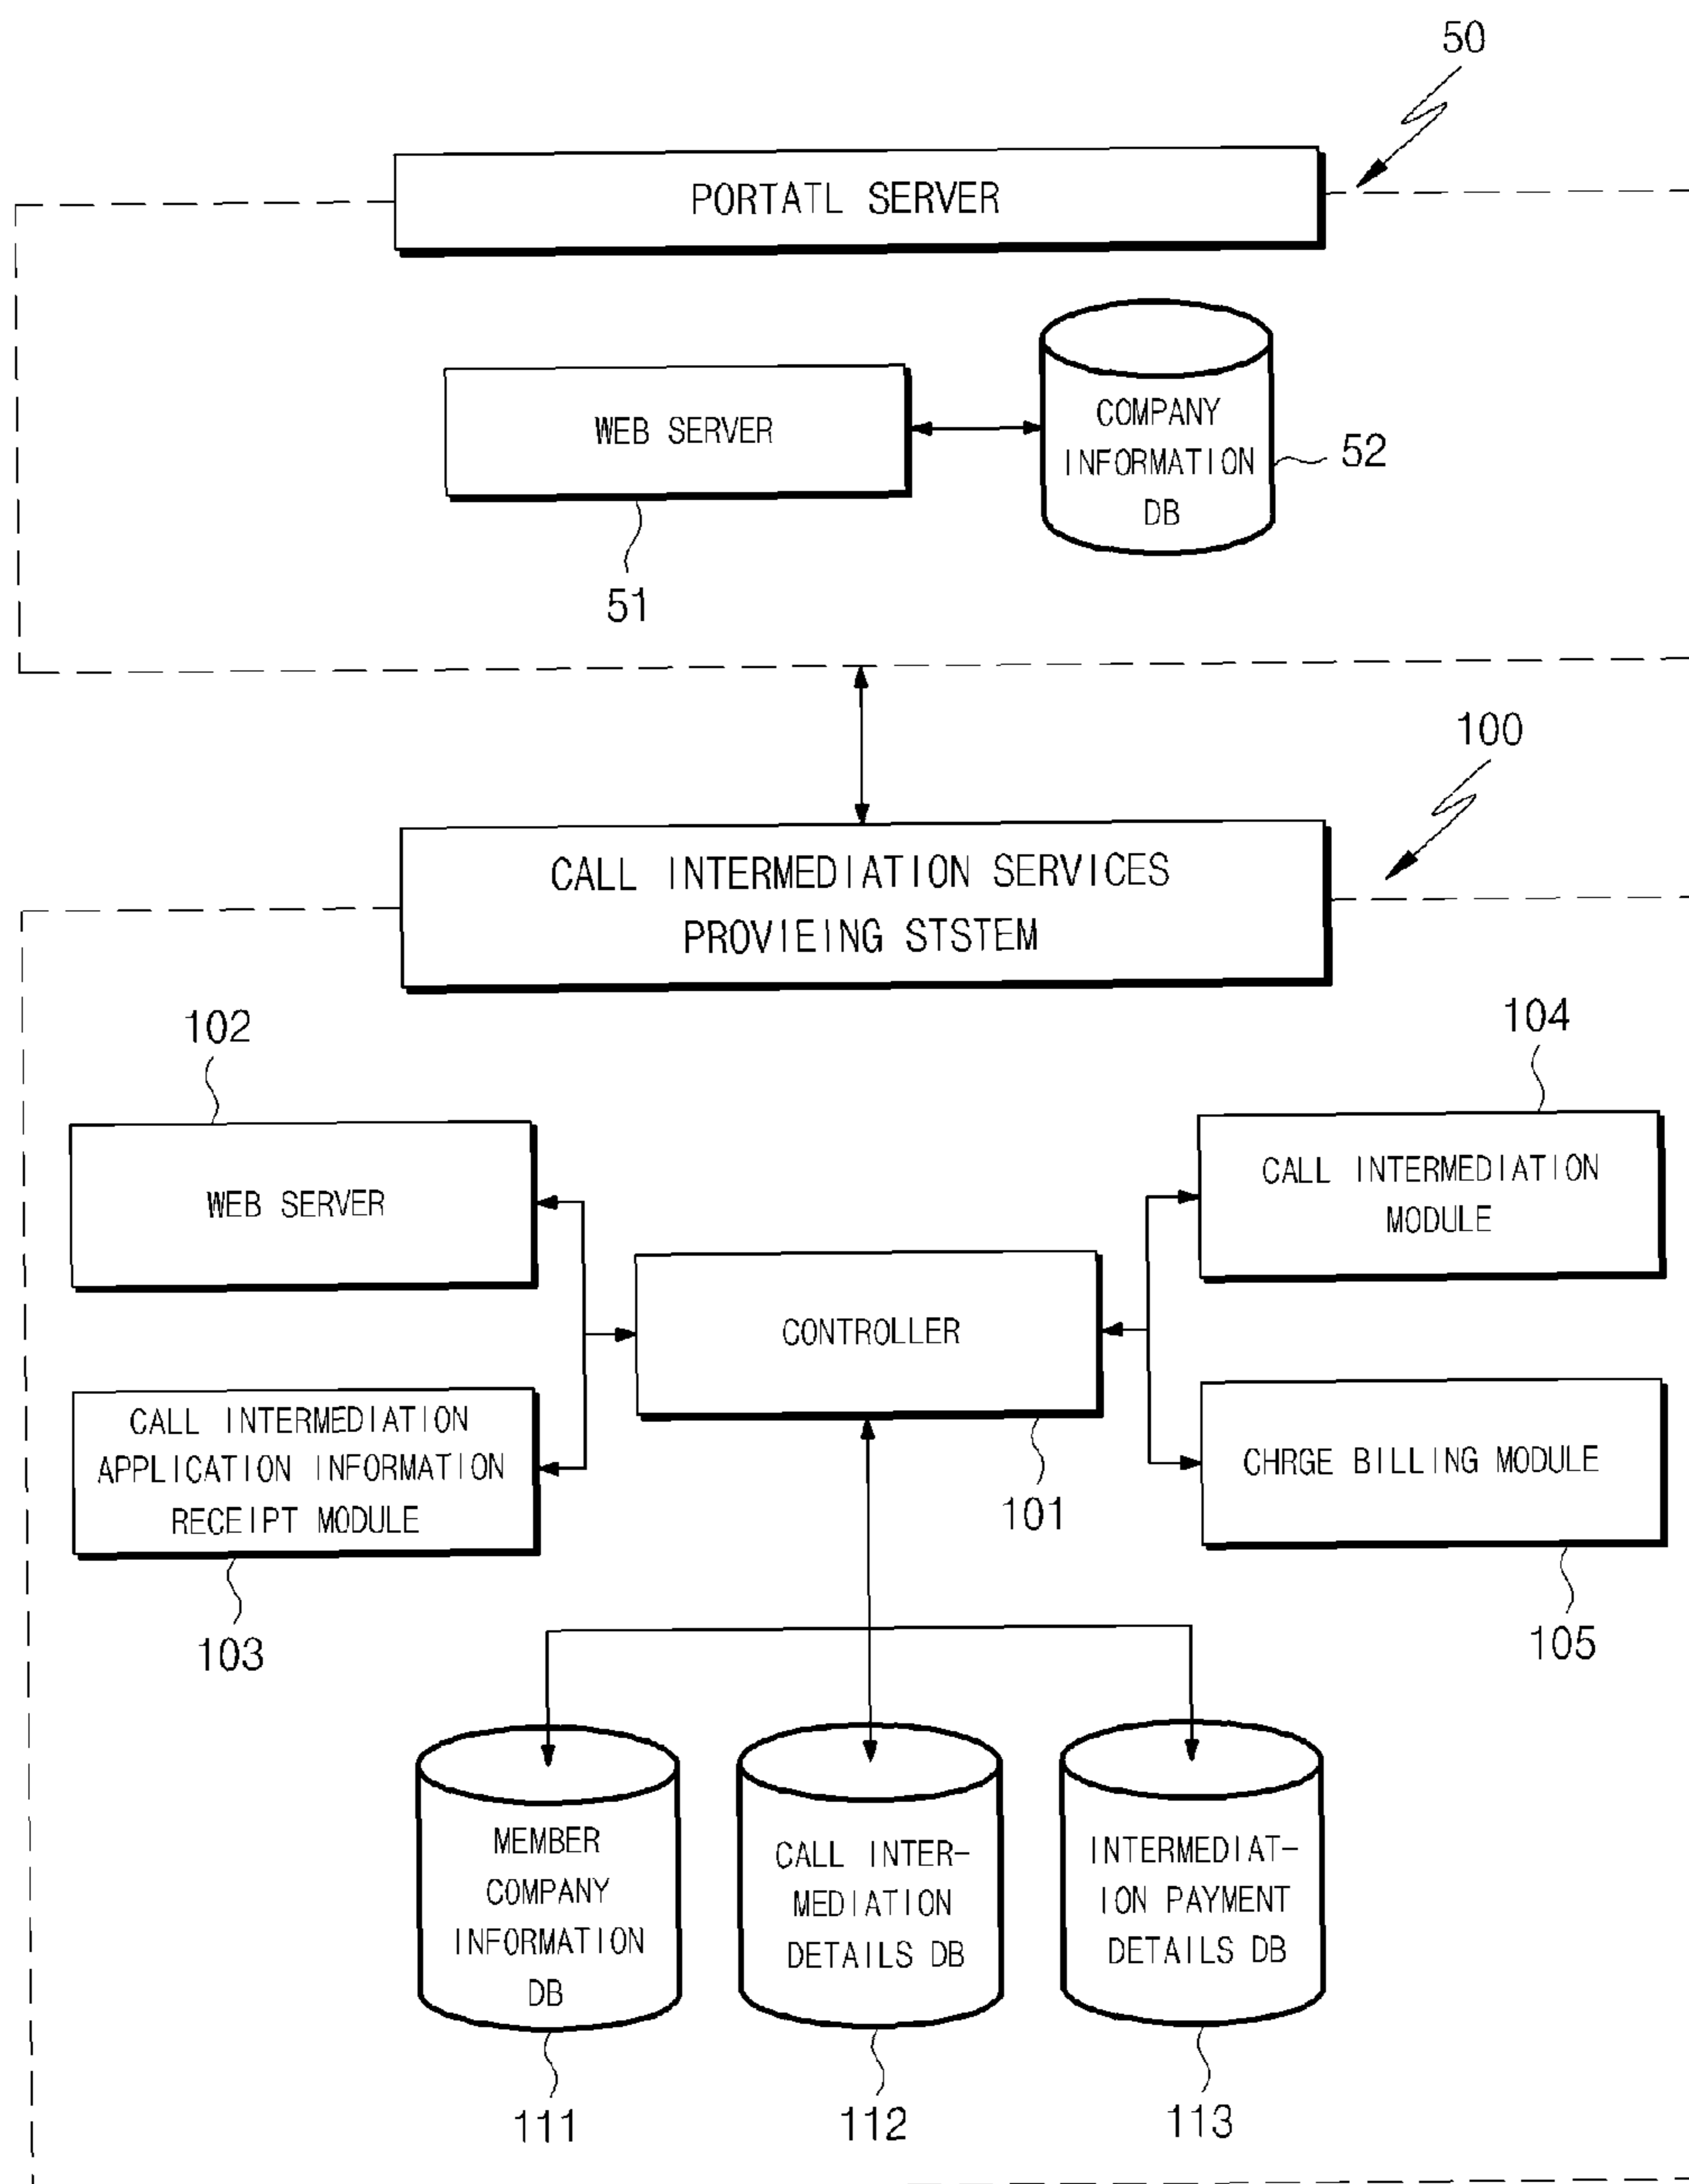 50
PORTATL SERVER
WEB SERVER
COMPANY
INFORMATION
DB
52
51
100
CALL INTERMEDIATION SERVICES
PROVIEING STSTEM
102
104
WEB SERVER
CALL INTERMEDIATION
MODULE
CONTROLLER
CALL INTERMEDIATION
APPLICATION INFORMATION
RECEIPT MODULE
CHRGE BILLING MODULE
101
103
105
MEMBER
COMPANY
INFORMATION
DB
CALL INTER-
MEDIATION
DETAILS DB
INTERMEDIAT-
ION PAYMENT
DETAILS DB
111
112
113